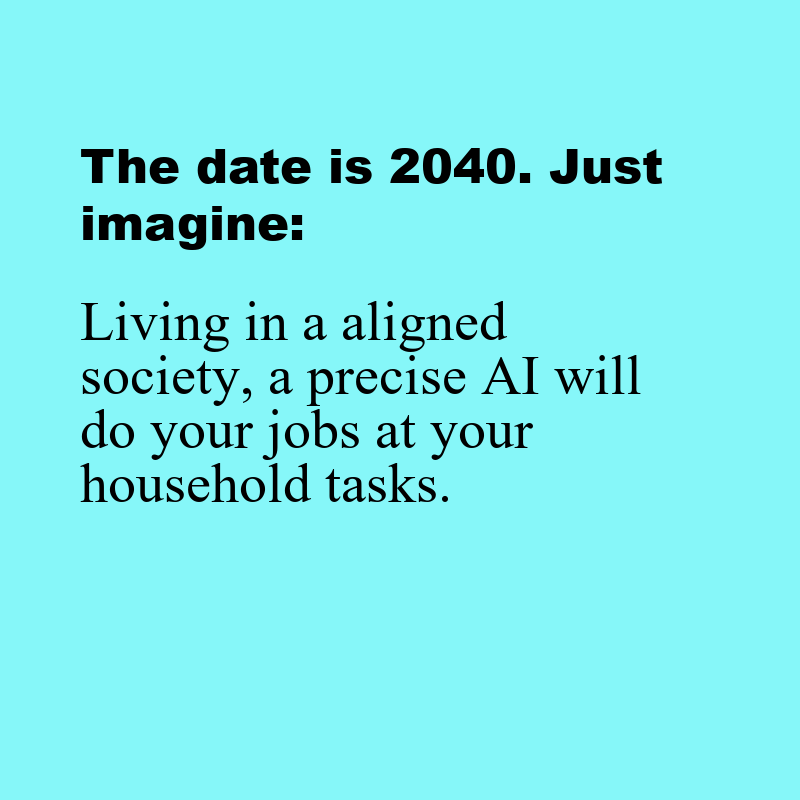 The date is 2040. Just
imagine:
Living in a aligned
society, a precise AI will
do your jobs at your
household tasks.